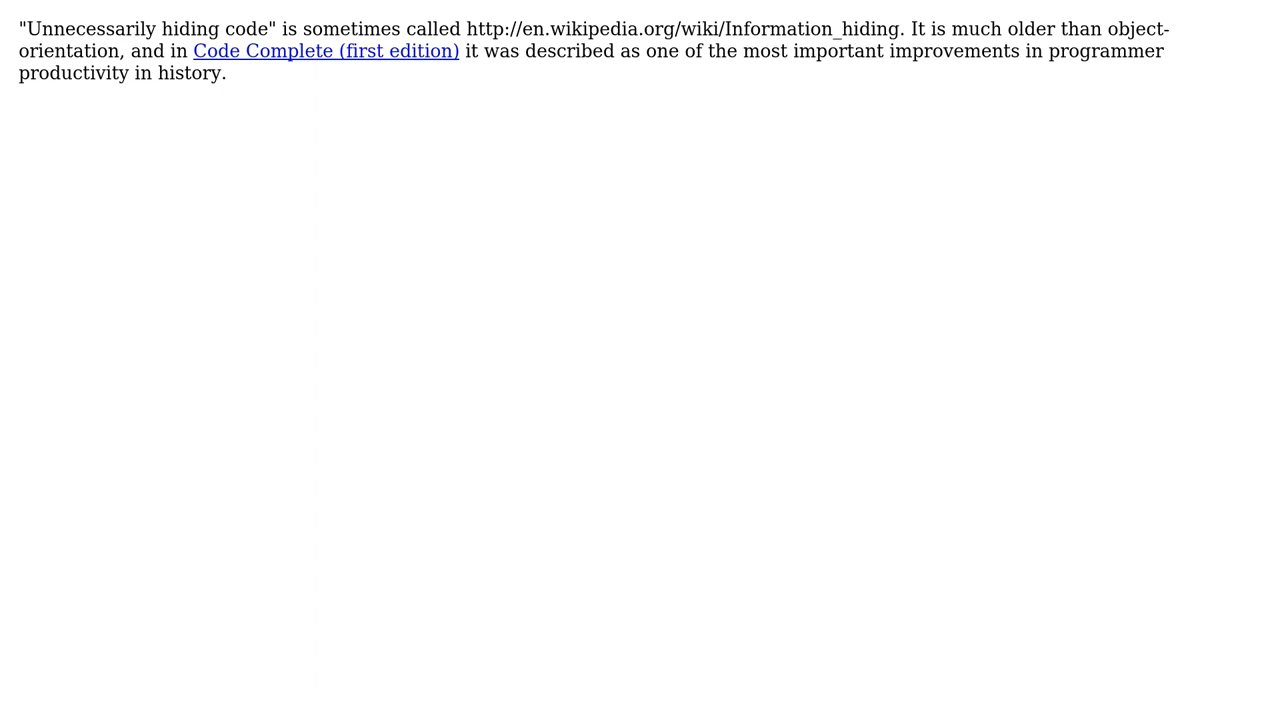 "Unnecessarily hiding code" is sometimes called http://en.wikipedia.org/wiki/Information_hiding. It is much older than object-
orientation, and in Code Complete (first edition) it was described as one of the most important improvements in programmer
productivity in history.